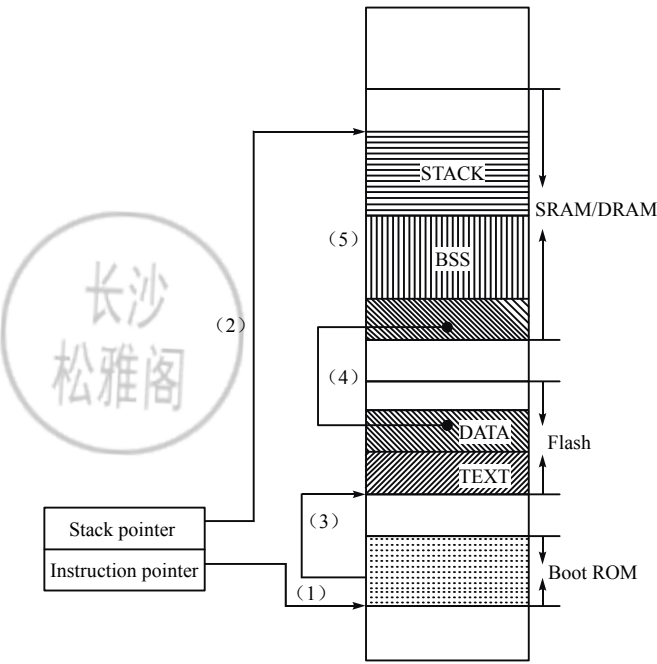 STACK
SRAM/DRAM
(5)
BSS
长沙
松雅阁
(2)
(4)
DATA
Flash
TEXT
(3)
Stack pointer
Instruction pointer
Boot ROM
(1)